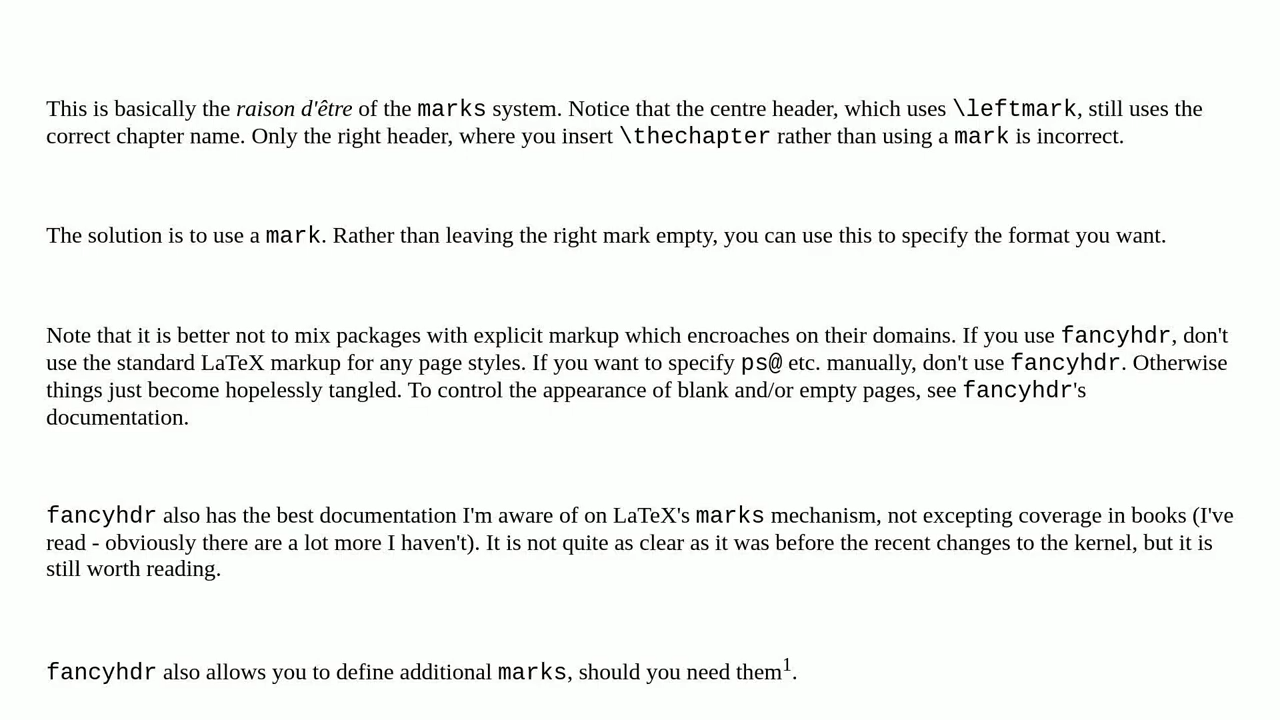 This is basically the raison d'être of the marks system. Notice that the centre header, which uses \leftmark, still uses the
correct chapter name. Only the right header, where you insert \thechapter rather than using a mark is incorrect.
The solution is to use a mark. Rather than leaving the right mark empty, you can use this to specify the format you want.
Note that it is better not to mix packages with explicit markup which encroaches on their domains. If you use fancyhdr, don't
use the standard LaTeX markup for any page styles. If you want to specify ps@ etc. manually, don't use fancyhdr. Otherwise
things just become hopelessly tangled. To control the appearance of blank and/or empty pages, see fancyhdr's
documentation.
fancyhdr also has the best documentation I'm aware of on LaTeX's marks mechanism, not excepting coverage in books (I've
read - obviously there are a lot more I haven't). It is not quite as clear as it was before the recent changes to the kernel, but it is
still worth reading.
fancyhdr also allows you to define additional marks, should you need them1.